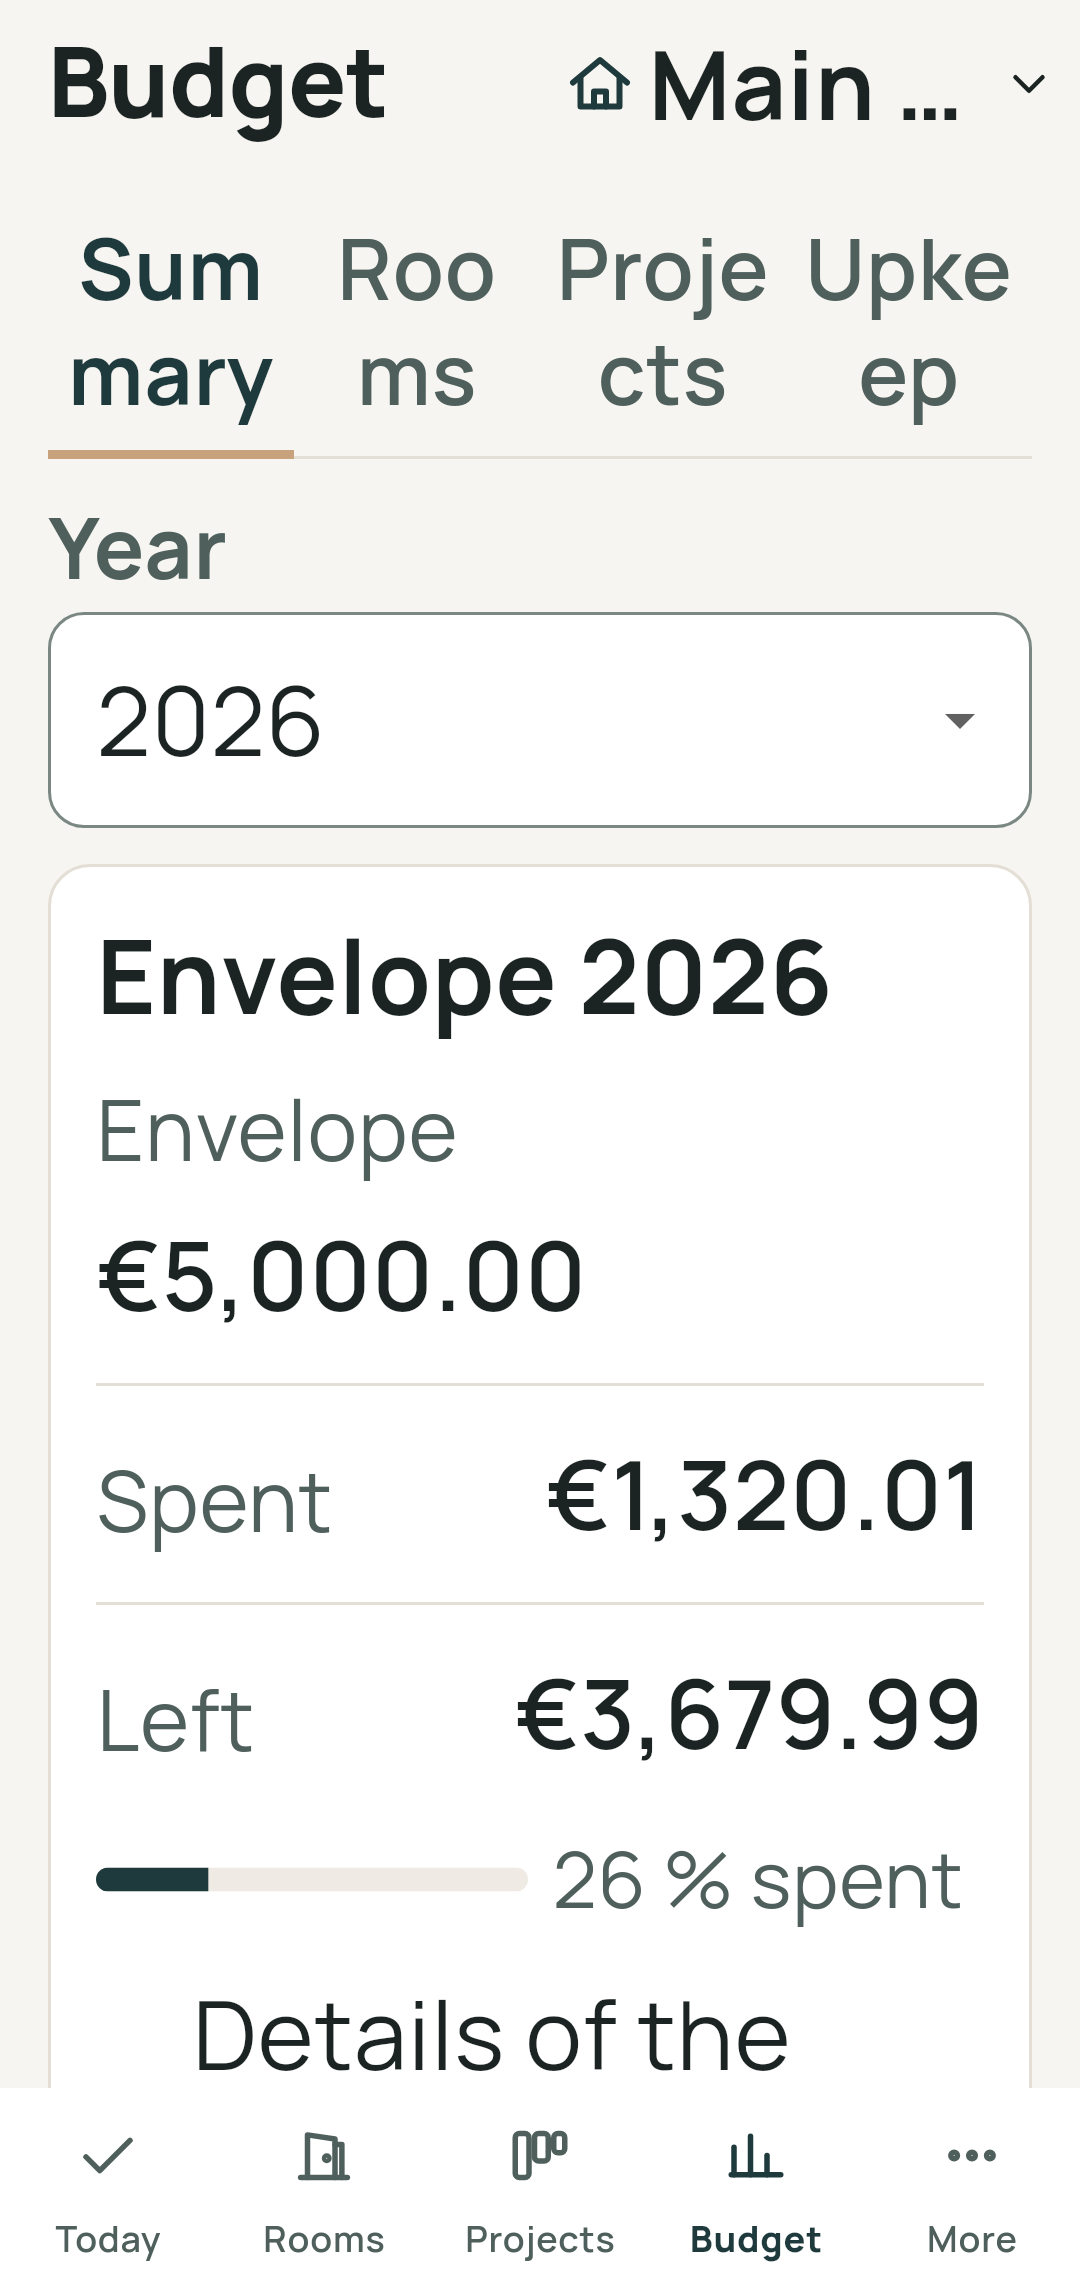 Budget
Main ...
Sum
mary
Roo
ms
Proje
cts
Upke
ep
Year
2026
Envelope 2026
Envelope
€5,000.00
Spent
€1,320.01
Left
€3,679.99
26 % spent
Details of the
Today
Rooms
Projects
Budget
More